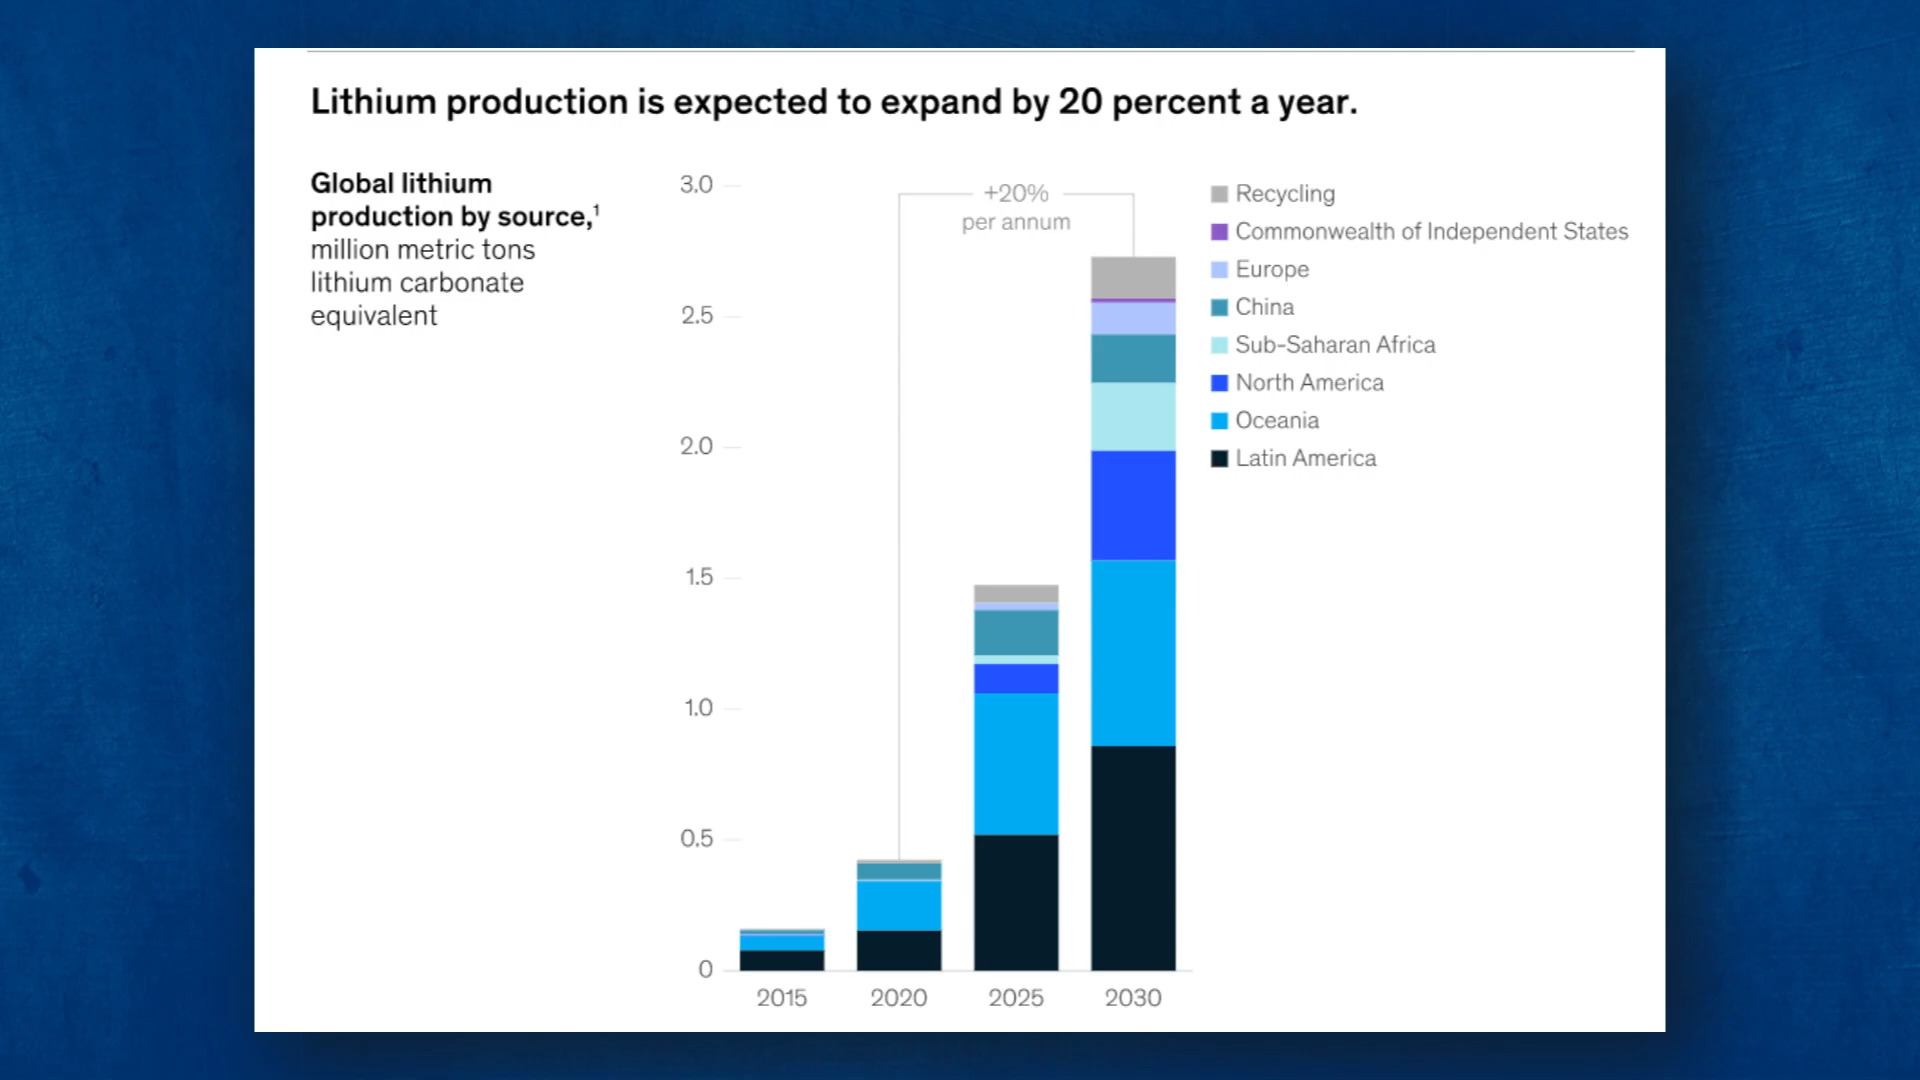 Lithium production is expected to expand by 20 percent a year.
Global lithium
production by source,¹
million metric tons
lithium carbonate
equivalent
3.0
2.5
2.0
1.5
1.0
0.5
0
+20%
per annum
2015
2020
2025
2030
Recycling
Commonwealth of Independent States
Europe
China
Sub-Saharan Africa
North America
Oceania
Latin America